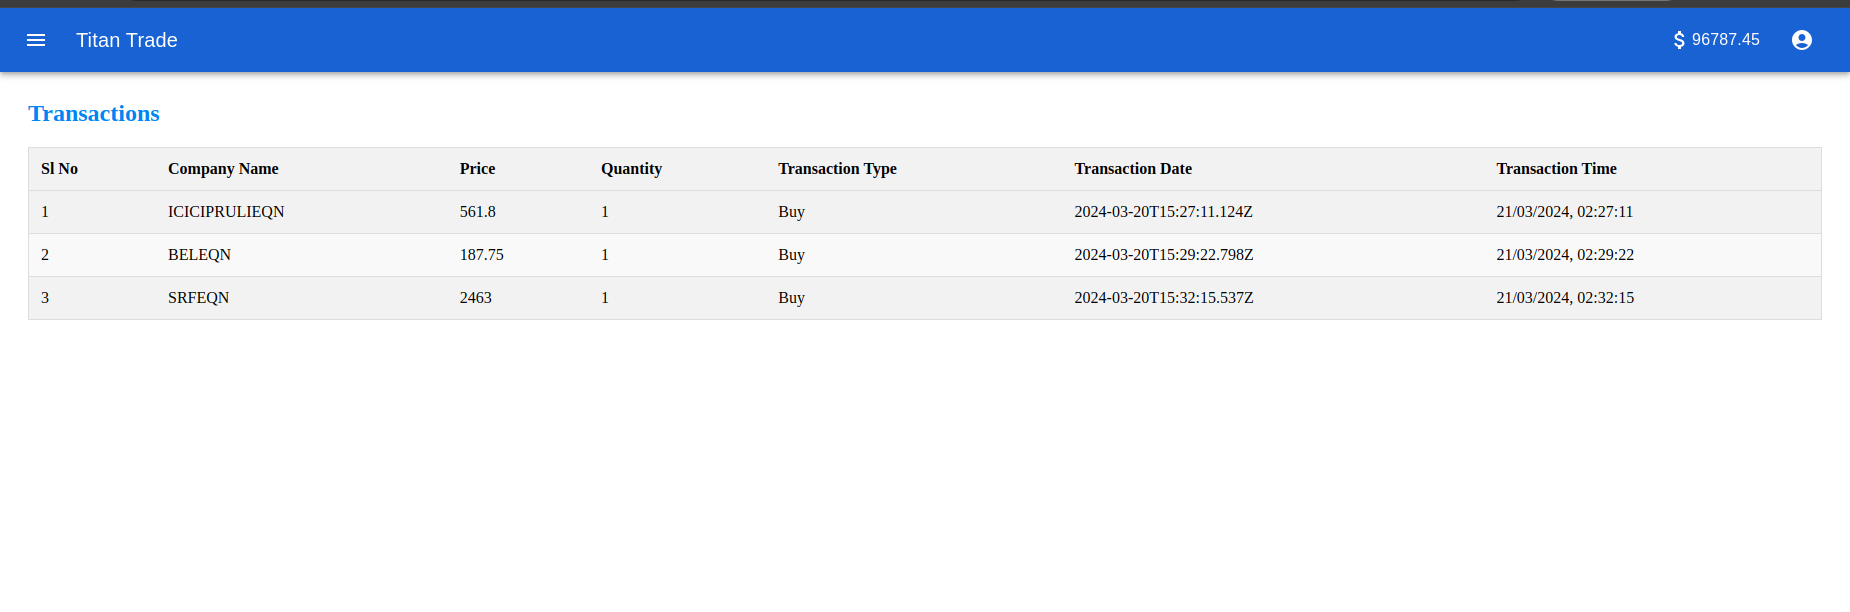 Titan Trade $ 96787.45
Transactions
Sl No Company Name Price Quantity Transaction Type Transaction Date Transaction Time
1 ICICIPRULIEQN 561.8 1 Buy 2024-03-20T15:27:11.124Z 21/03/2024, 02:27:11
2 BELEQN 187.75 1 Buy 2024-03-20T15:29:22.798Z 21/03/2024, 02:29:22
3 SRFEQN 2463 1 Buy 2024-03-20T15:32:15.537Z 21/03/2024, 02:32:15